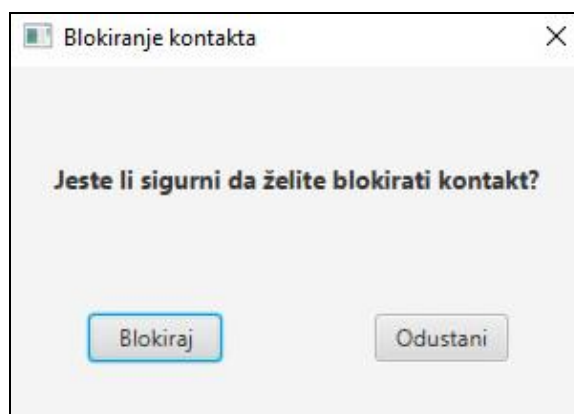 Blokiranje kontakta
Jeste li sigurni da želite blokirati kontakt?
Blokiraj
Odustani